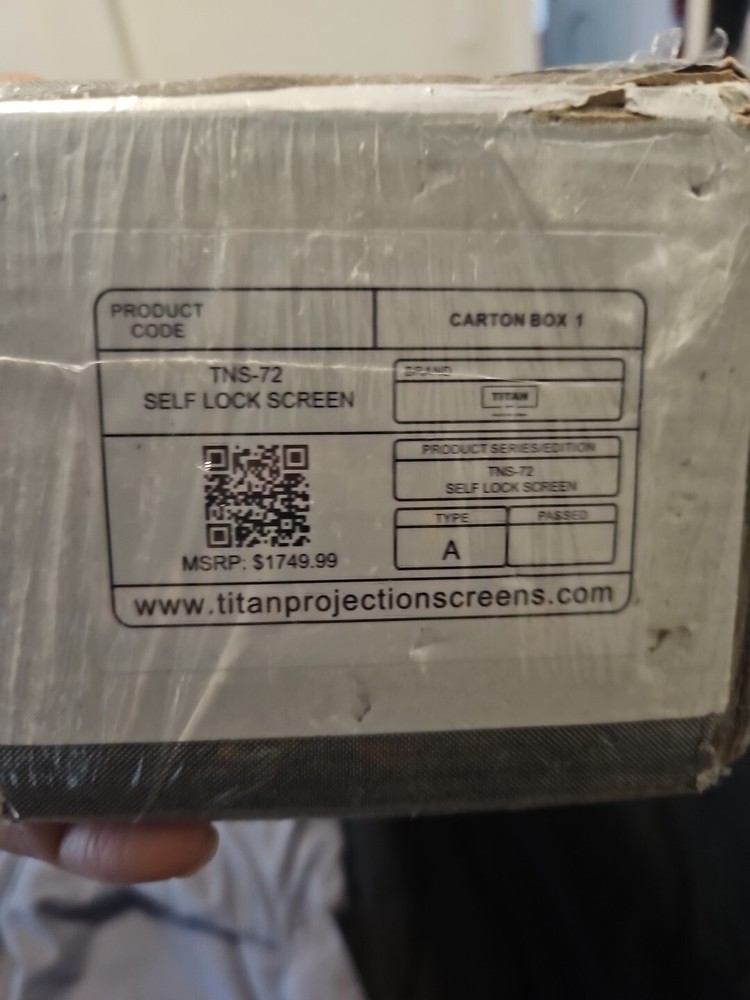 PRODUCT
CODE
CARTON BOX 1
TNS-72
SELF LOCK SCREEN
BRAND
TITAN
PRODUCT SERIES/EDITION
TNS-72
SELF LOCK SCREEN
TYPE
PASSED
A
MSRP: $1749.99
www.titanprojectionscreens.com